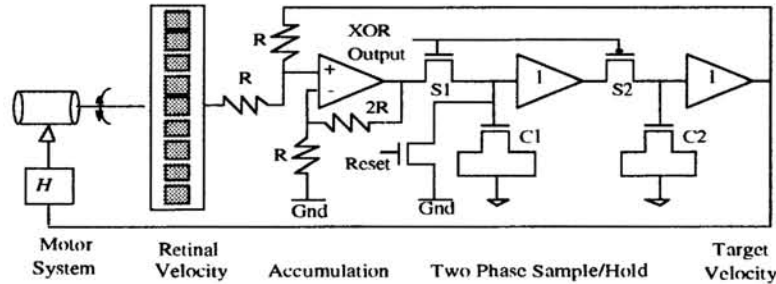 R
XOR
Output
R
+
-
1
1
S1
S2
2R
R
Reset
C1
C2
H
Gnd
Gnd
Motor
System
Retinal
Velocity
Accumulation
Two Phase Sample/Hold
Target
Velocity